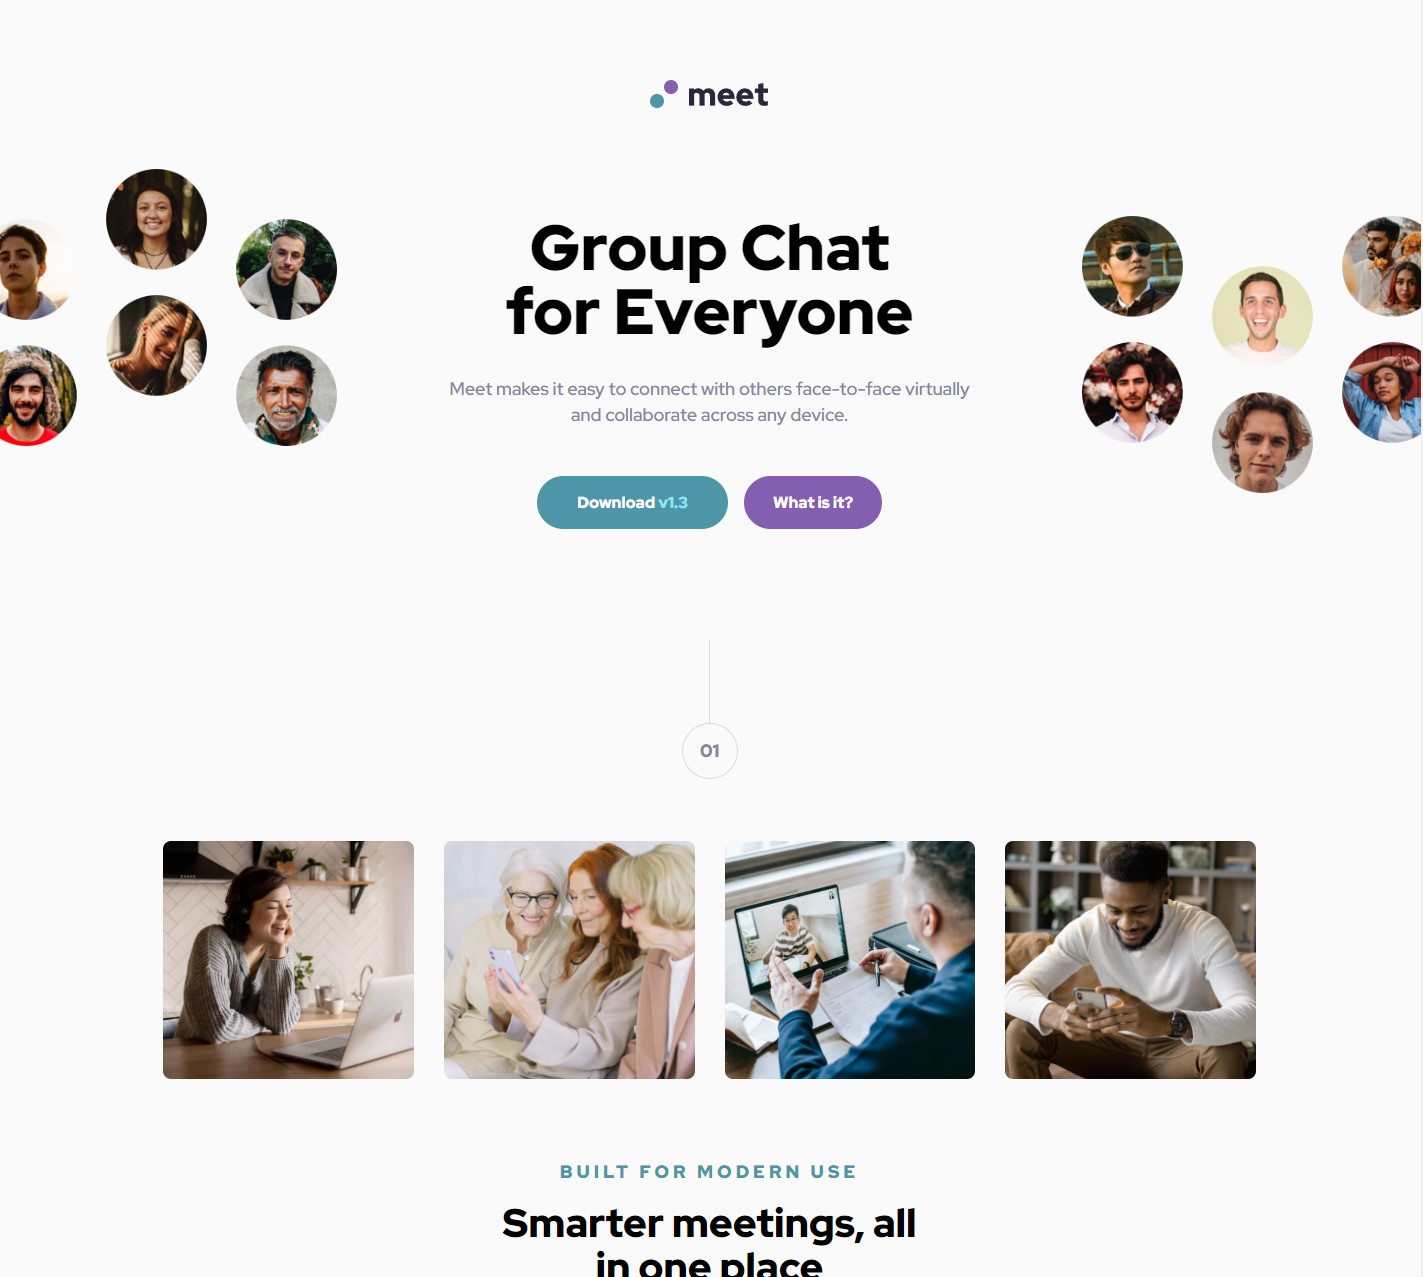 meet
Group Chat
for Everyone
Meet makes it easy to connect with others face-to-face virtually
and collaborate across any device.
Download v1.3
What is it?
01
BUILT FOR MODERN USE
Smarter meetings, all
in one place